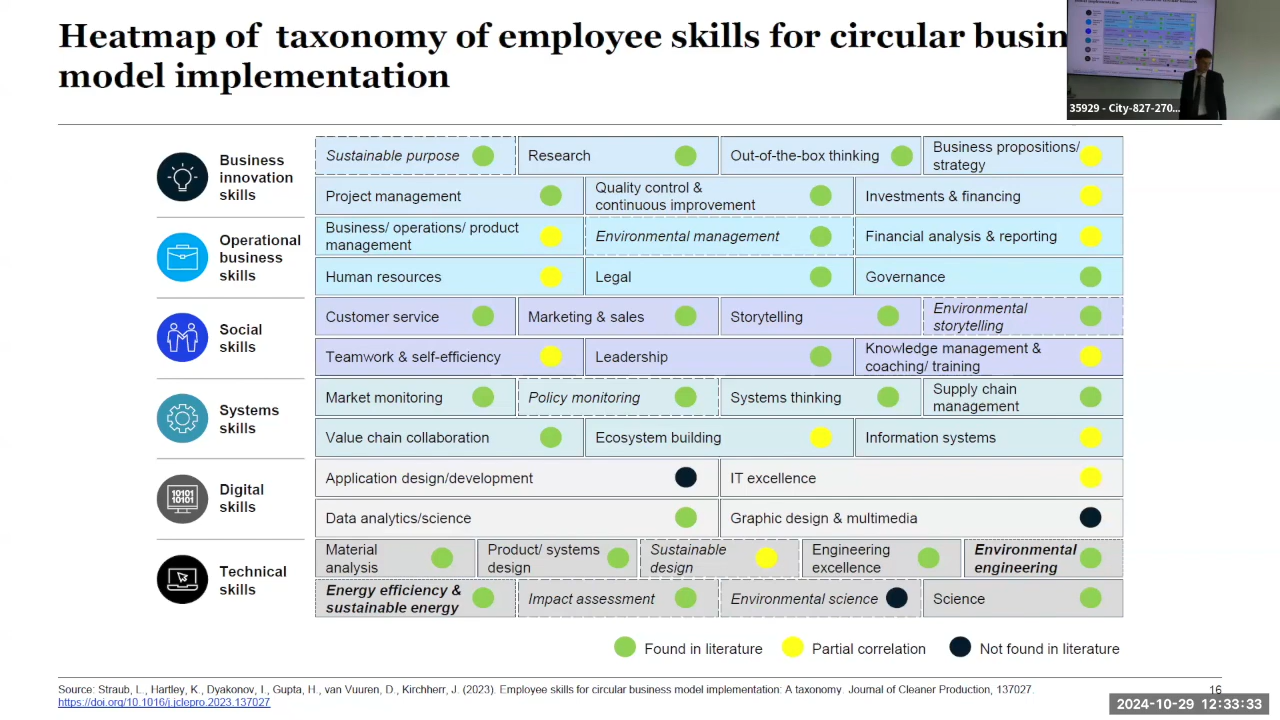 Heatmap of taxonomy of employee skills for circular busin
model implementation
35929 - City-827-270...
Business
innovation
skills
Sustainable purpose
Research
Out-of-the-box thinking
Business propositions/
strategy
Project management
Quality control &
continuous improvement
Investments & financing
Operational
business
skills
Business/ operations/ product
management
Environmental management
Financial analysis & reporting
Human resources
Legal
Governance
Social
skills
Customer service
Marketing & sales
Storytelling
Environmental
storytelling
Teamwork & self-efficiency
Leadership
Knowledge management &
coaching/ training
Systems
skills
Market monitoring
Policy monitoring
Systems thinking
Supply chain
management
Value chain collaboration
Ecosystem building
Information systems
Digital
skills
10101
01010
Application design/development
IT excellence
Data analytics/science
Graphic design & multimedia
Technical
skills
Material
analysis
Product/ systems
design
Sustainable
design
Engineering
excellence
Environmental
engineering
Energy efficiency &
sustainable energy
Impact assessment
Environmental science
Science
Found in literature
Partial correlation
Not found in literature
Source: Straub, L., Hartley, K., Dyakonov, I., Gupta, H., van Vuuren, D., Kirchherr, J. (2023). Employee skills for circular business model implementation: A taxonomy. Journal of Cleaner Production, 137027.
https://doi.org/10.1016/j.jclepro.2023.137027
16
2024-10-29 12:33:33